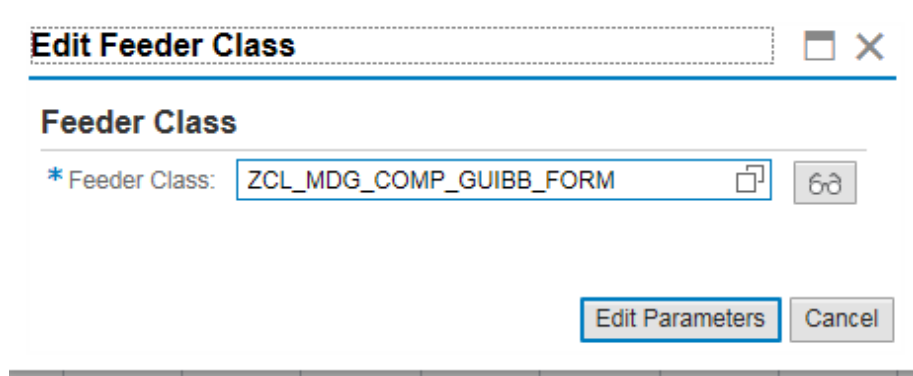 Edit Feeder Class
Feeder Class
* Feeder Class: ZCL_MDG_COMP_GUIBB_FORM
Edit Parameters Cancel